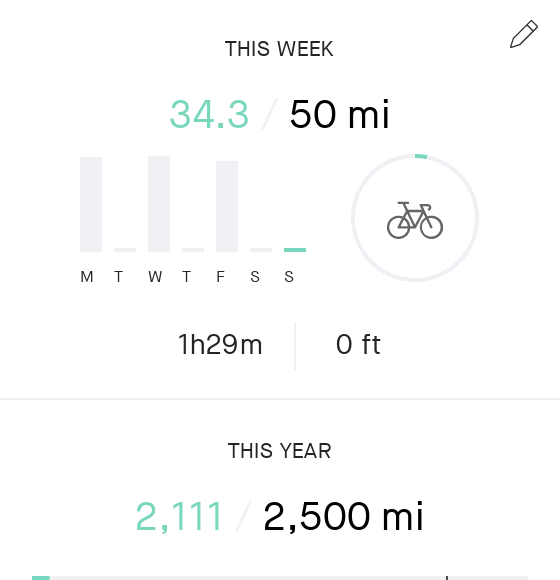 THIS WEEK
34.3 / 50 mi
M T W T F S S
1h29m 0 ft
THIS YEAR
2,111 / 2,500 mi